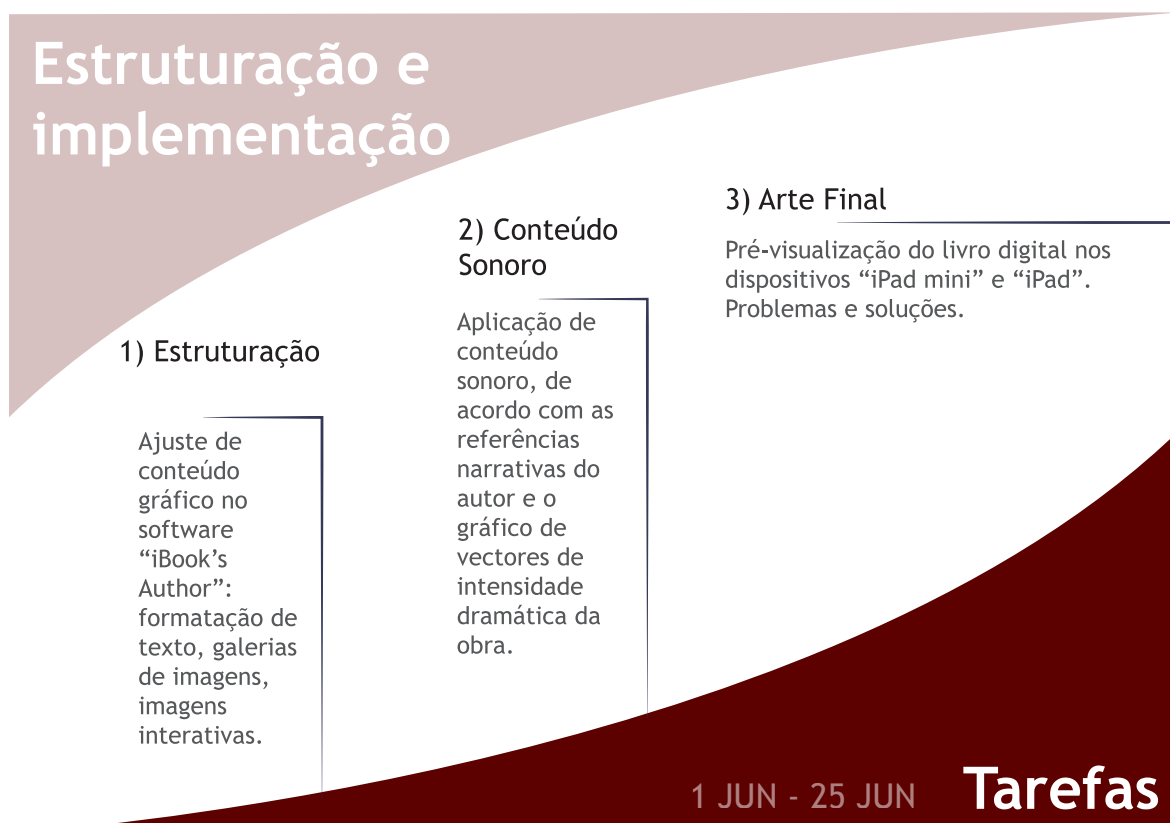 Estruturação e
implementação
1) Estruturação
Ajuste de
conteúdo
gráfico no
software
“iBook’s
Author”:
formatação de
texto, galerias
de imagens,
imagens
interativas.
2) Conteúdo
Sonoro
Aplicação de
conteúdo
sonoro, de
acordo com as
referências
narrativas do
autor e o
gráfico de
vectores de
intensidade
dramática da
obra.
3) Arte Final
Pré-visualização do livro digital nos
dispositivos “iPad mini” e “iPad”.
Problemas e soluções.
1 JUN - 25 JUN Tarefas